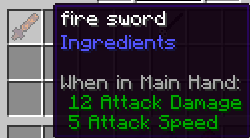 fire sword
Ingredients
When in Main Hand:
12 Attack Damage
5 Attack Speed